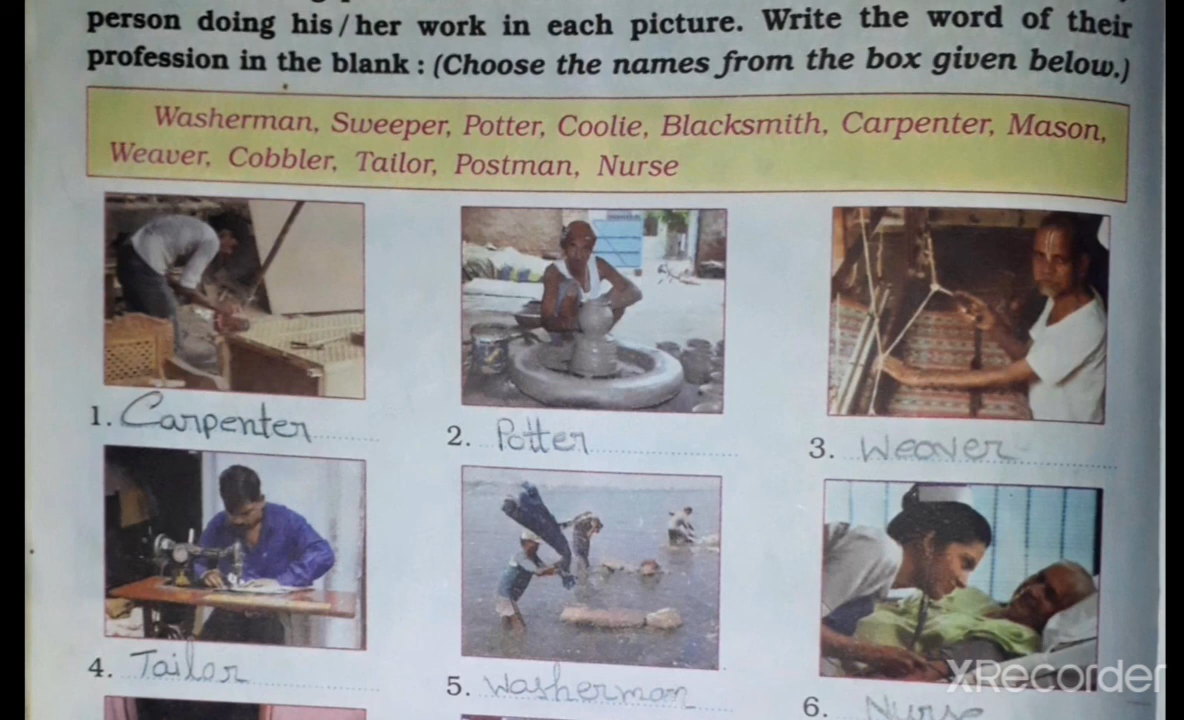 person doing his/her work in each picture. Write the word of their
profession in the blank : (Choose the names from the box given below.)
Washerman, Sweeper, Potter, Coolie, Blacksmith, Carpenter, Mason,
Weaver, Cobbler, Tailor, Postman, Nurse
1. Carpenter
2. Potter
3. Weaver
4. Tailor
5. Washerman
6. Nurse
XRecorder